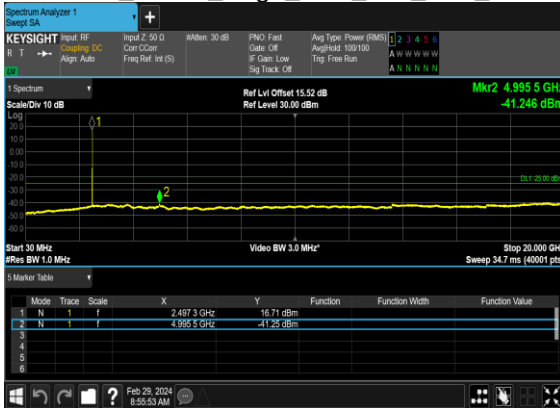 Spectrum Analyzer 1
Swept SA
+
KEYSIGHT
R T
Input: RF
Coupling: DC
Align: Auto
Input Z: 50 Ω
Corr CCorr
Freq Ref: Int (S)
#Atten: 30 dB
PNO: Fast
Gate: Off
IF Gain: Low
Sig Track: Off
Avg Type: Power (RMS)
Avg|Hold: 100/100
Trig: Free Run
1 2 3 4 5 6
A W W W W W
A N N N N N
1 Spectrum
Scale/Div 10 dB
Ref Lvl Offset 15.52 dB
Ref Level 30.00 dBm
Mkr2 4.995 5 GHz
-41.246 dBm
Log
20.0
10.0
0.00
-10.0
-20.0
-30.0
-40.0
-50.0
-60.0
1
2
DL1 -25.00 dBm
Start 30 MHz
#Res BW 1.0 MHz
Video BW 3.0 MHz*
Stop 20.000 GHz
Sweep 34.7 ms (40001 pts)
5 Marker Table
Mode Trace Scale X Y Function Function Width Function Value
1 N 1 f 2.497 3 GHz 16.71 dBm
2 N 1 f 4.995 5 GHz -41.25 dBm
3
4
5
6
?
Feb 29, 2024
8:55:53 AM